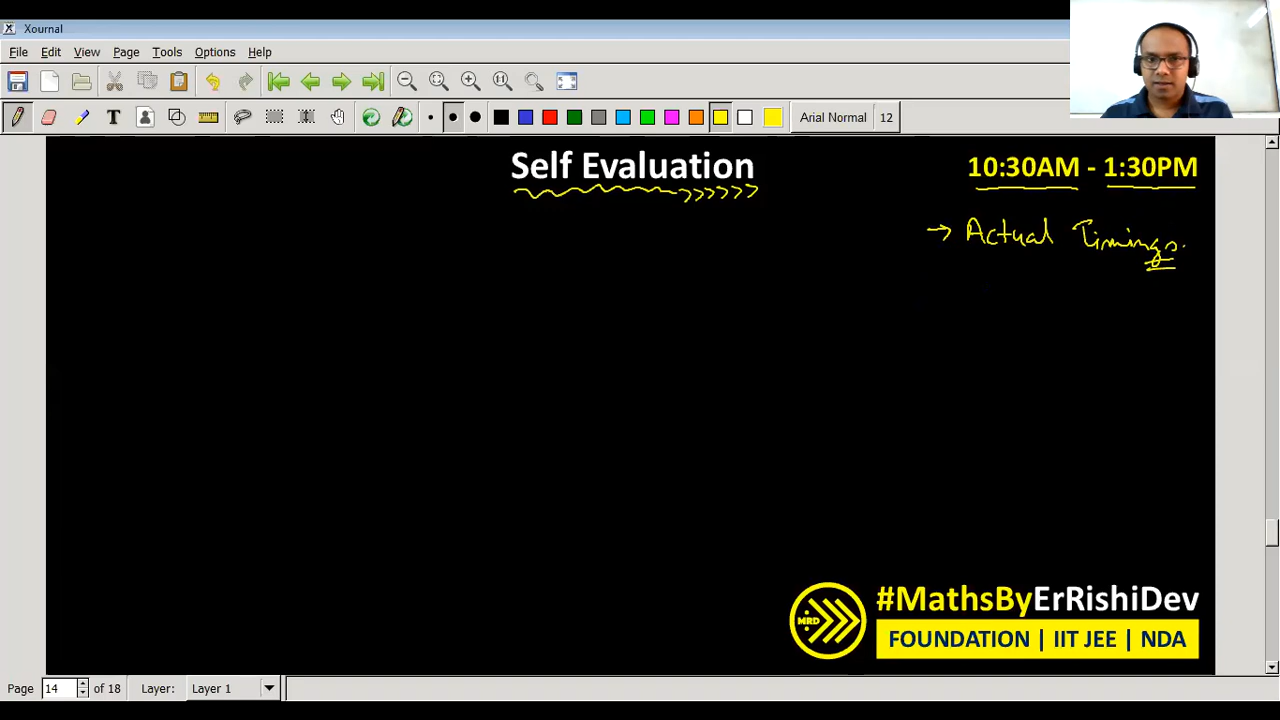 Xournal
File Edit View Page Tools Options Help
T Arial Normal 12
Self Evaluation
10:30AM - 1:30PM
→ Actual Timings.
MRD
#MathsByErRishiDev
FOUNDATION | IIT JEE | NDA
Page 14 of 18 Layer: Layer 1